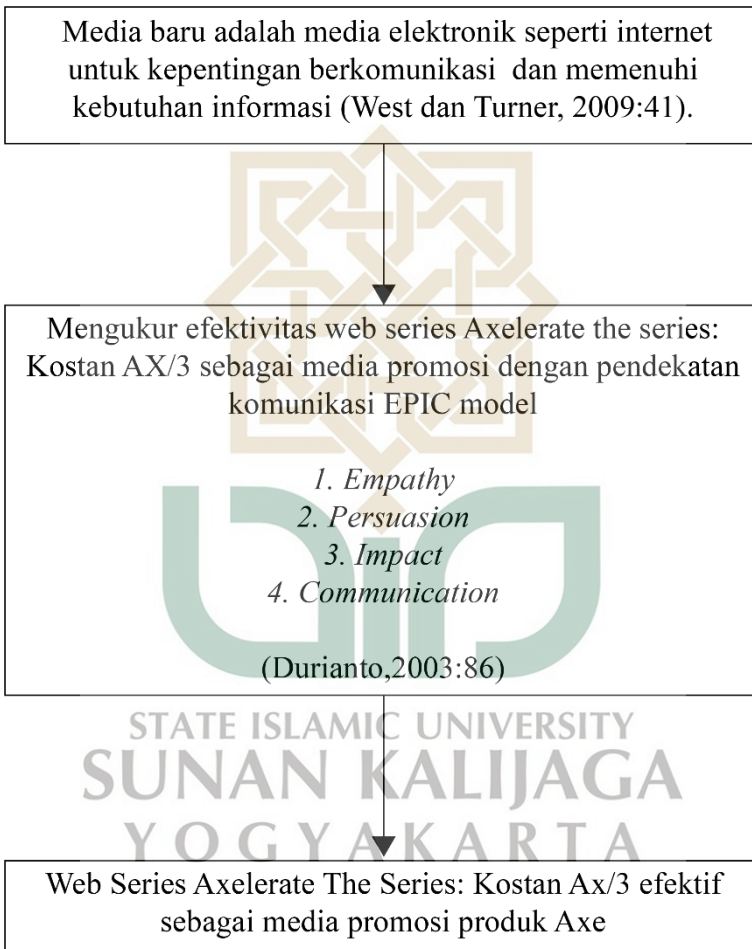 Media baru adalah media elektronik seperti internet
untuk kepentingan berkomunikasi dan memenuhi
kebutuhan informasi (West dan Turner, 2009:41).
Mengukur efektivitas web series Axelerate the series:
Kostan AX/3 sebagai media promosi dengan pendekatan
komunikasi EPIC model
1. Empathy
2. Persuasion
3. Impact
4. Communication
(Durianto,2003:86)
STATE ISLAMIC UNIVERSITY
SUNAN KALIJAGA
YOGYAKARTA
Web Series Axelerate The Series: Kostan Ax/3 efektif
sebagai media promosi produk Axe